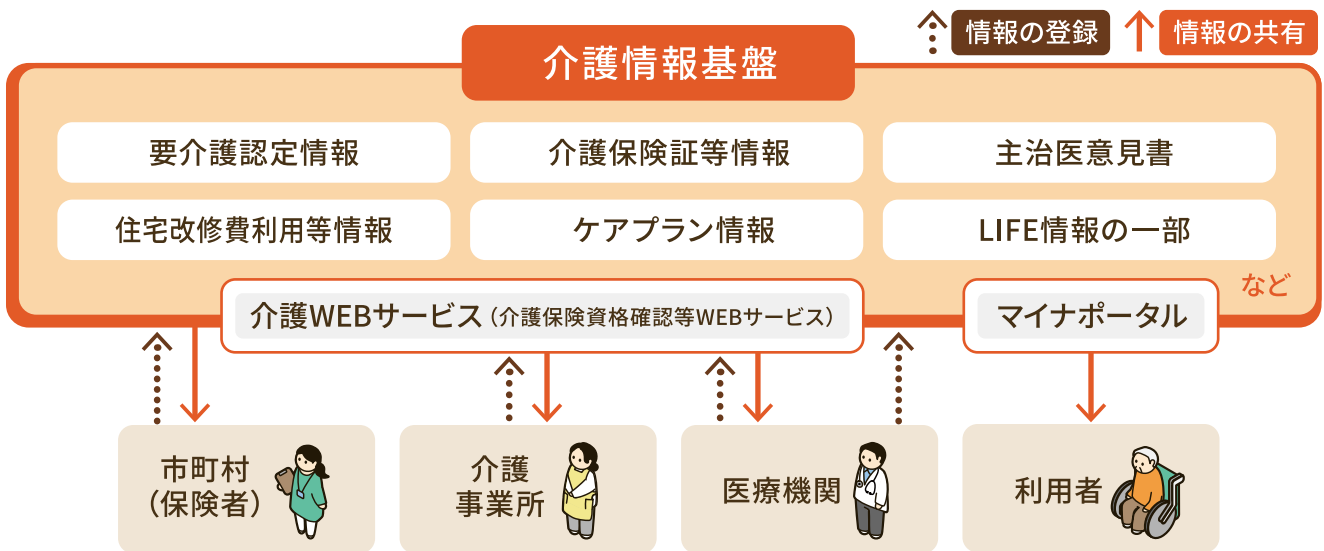 情報の登録
情報の共有
介護情報基盤
要介護認定情報
介護保険証等情報
主治医意見書
住宅改修費利用等情報
ケアプラン情報
LIFE情報の一部
など
介護WEBサービス（介護保険資格確認等WEBサービス）
マイナポータル
市町村
（保険者）
介護
事業所
医療機関
利用者